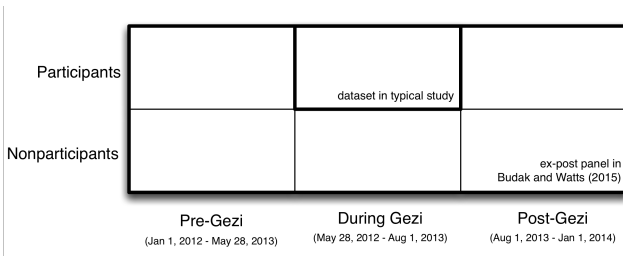 Participants
dataset in typical study
Nonparticipants
ex-post panel in
Budak and Watts (2015)
Pre-Gezi
(Jan 1, 2012 - May 28, 2013)
During Gezi
(May 28, 2012 - Aug 1, 2013)
Post-Gezi
(Aug 1, 2013 - Jan 1, 2014)